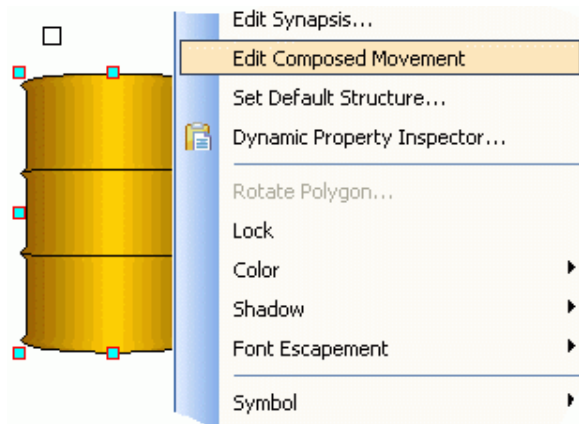 Edit Synapsis...
Edit Composed Movement
Set Default Structure...
Dynamic Property Inspector...
Rotate Polygon...
Lock
Color
Shadow
Font Escapement
Symbol